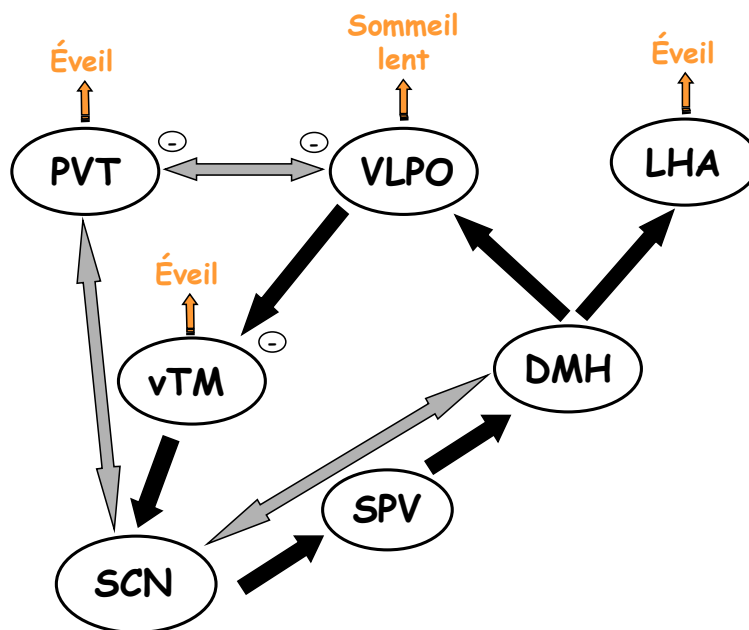 Sommeil
lent
Éveil
Éveil
-
-
PVT
VLPO
LHA
Éveil
-
vTM
DMH
SPV
SCN